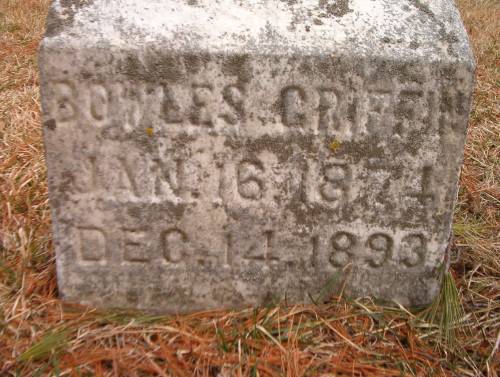 BOWLES GRIFFIN
JAN. 16, 1874
DEC. 14, 1893